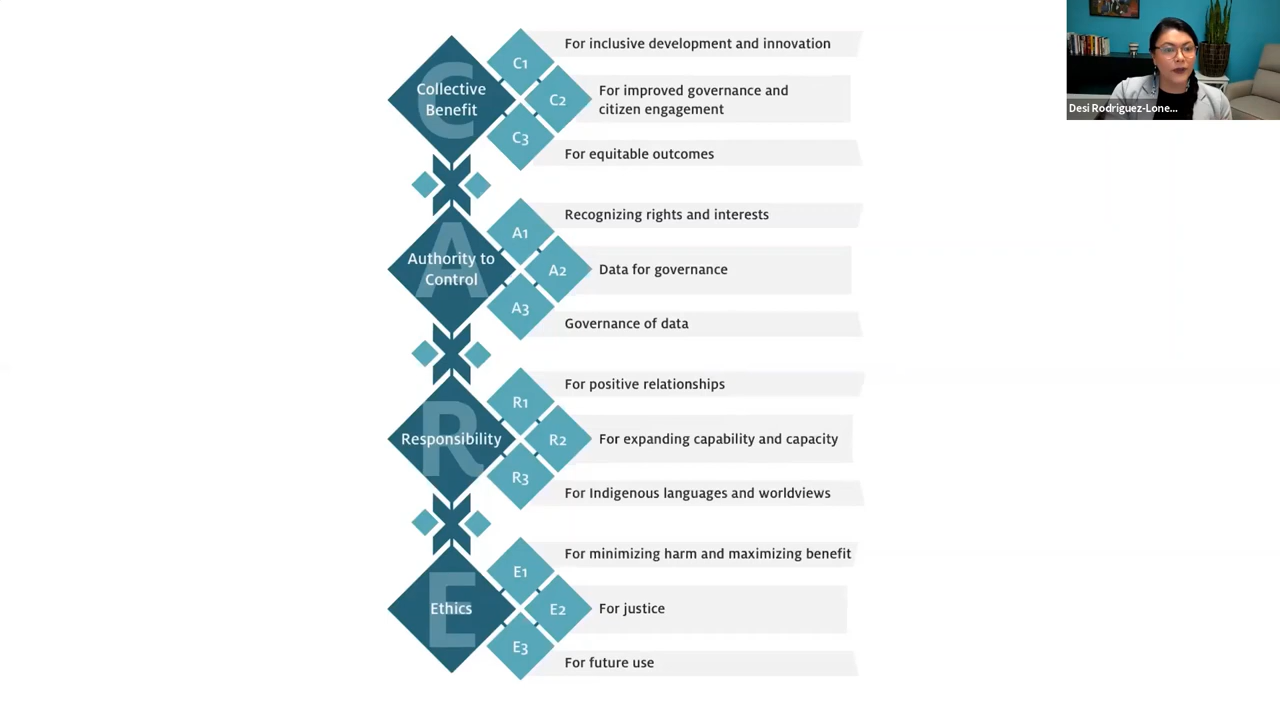 C
Collective
Benefit
C1
For inclusive development and innovation
C2
For improved governance and
citizen engagement
C3
For equitable outcomes
A
Authority to
Control
A1
Recognizing rights and interests
A2
Data for governance
A3
Governance of data
R
Responsibility
R1
For positive relationships
R2
For expanding capability and capacity
R3
For Indigenous languages and worldviews
E
Ethics
E1
For minimizing harm and maximizing benefit
E2
For justice
E3
For future use
Desi Rodriguez-Lone...